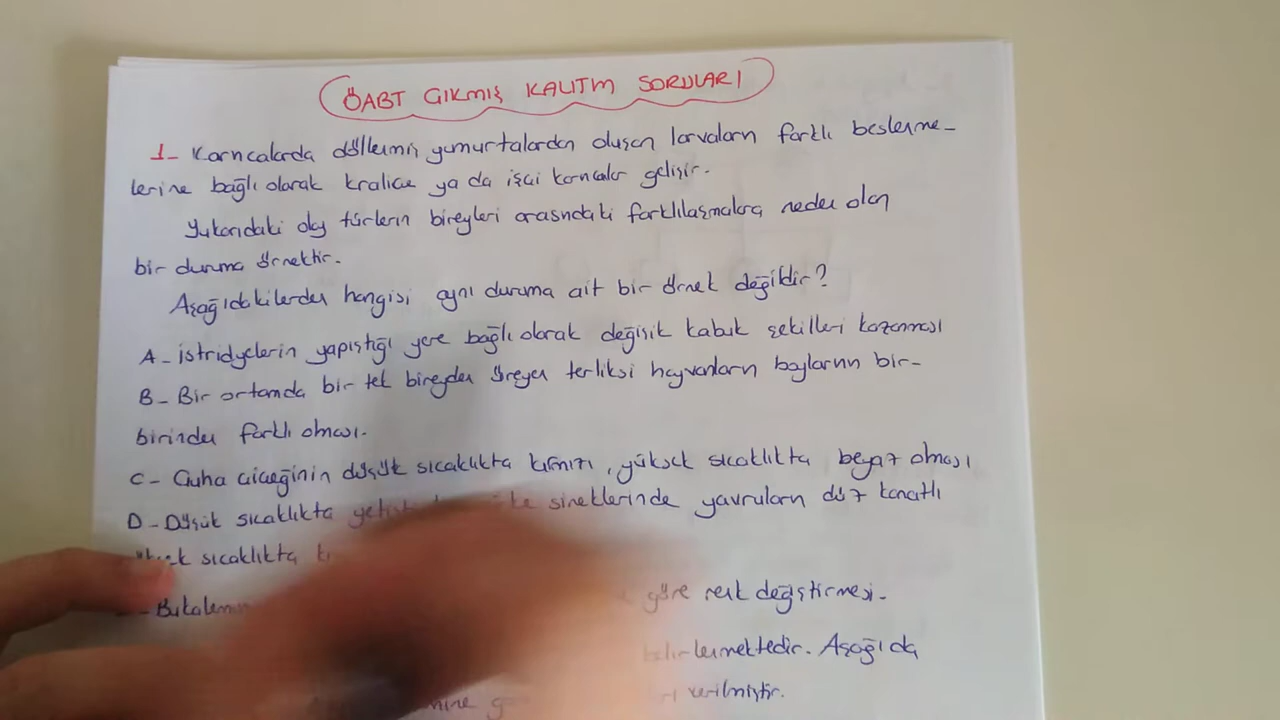 ÖABT ÇIKMIŞ KALITIM SORULARI
1- Karıncalarda döllenmiş yumurtalardan oluşan larvaların farklı beslenme-
lerine bağlı olarak kraliçe ya da işçi karıncalar gelişir.
Yukarıdaki olay türlerin bireyleri arasındaki farklılaşmalara neden olan
bir duruma örnektir.
Aşağıdakilerden hangisi aynı duruma ait bir örnek değildir?
A- istridyelerin yapıştığı yere bağlı olarak değişik kabuk şekilleri kazanması
B- Bir ortamda bir tek bireyden üreyen terliksi hayvanların boylarının bir-
birinden farklı olması.
C- Çuha çiçeğinin düşük sıcaklıkta kırmızı, yüksek sıcaklıkta beyaz olması
D- Düşük sıcaklıkta sineklerinde yavruların düz kanatlı
sıcaklıkta
göre renk değiştirmesi.
Aşağıda
verilmiştir.